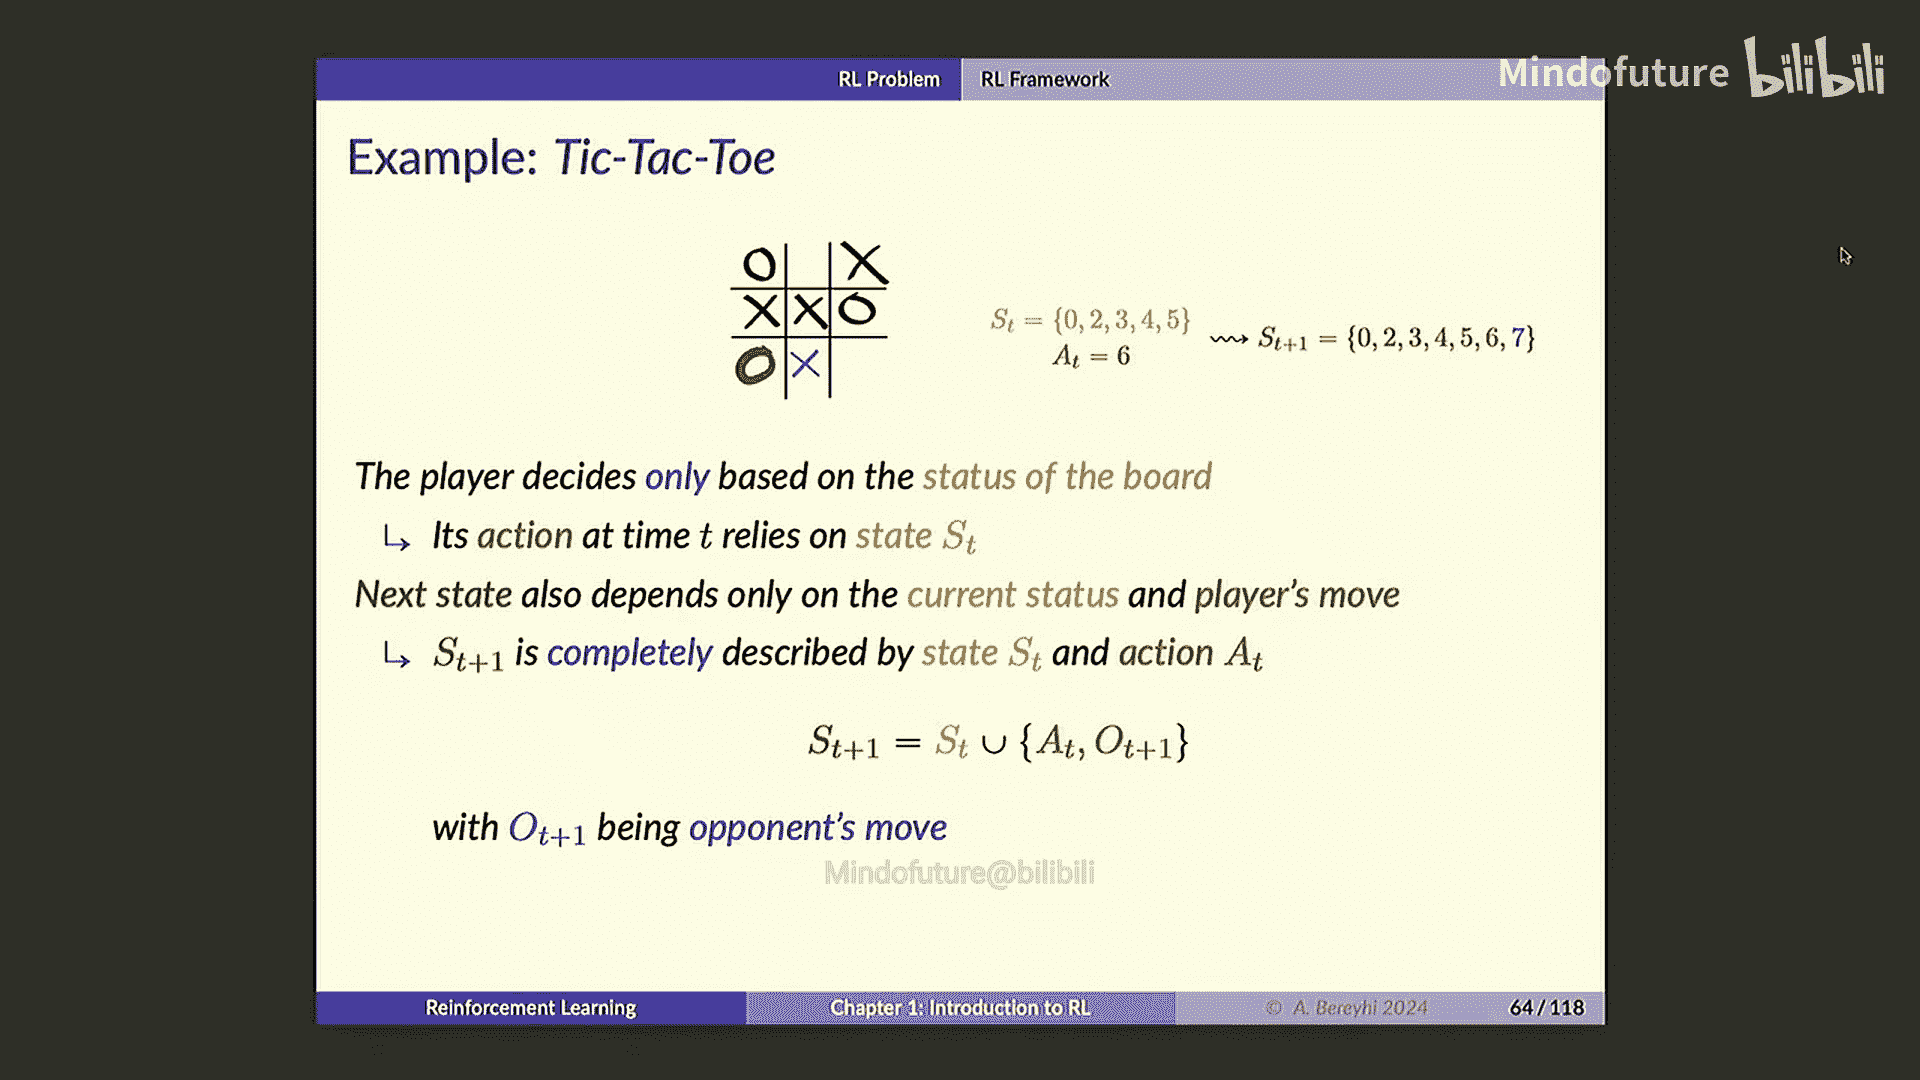 RL Problem RL Framework
Mindofuture bilibili
Example: Tic-Tac-Toe
O X
X X O
O X
S_t = {0, 2, 3, 4, 5}
A_t = 6
⇝ S_{t+1} = {0, 2, 3, 4, 5, 6, 7}
The player decides only based on the status of the board
↳ Its action at time t relies on state S_t
Next state also depends only on the current status and player's move
↳ S_{t+1} is completely described by state S_t and action A_t
S_{t+1} = S_t ∪ {A_t, O_{t+1}}
with O_{t+1} being opponent's move
Mindofuture@bilibili
Reinforcement Learning Chapter 1: Introduction to RL © A. Bereyhi 2024 64 / 118